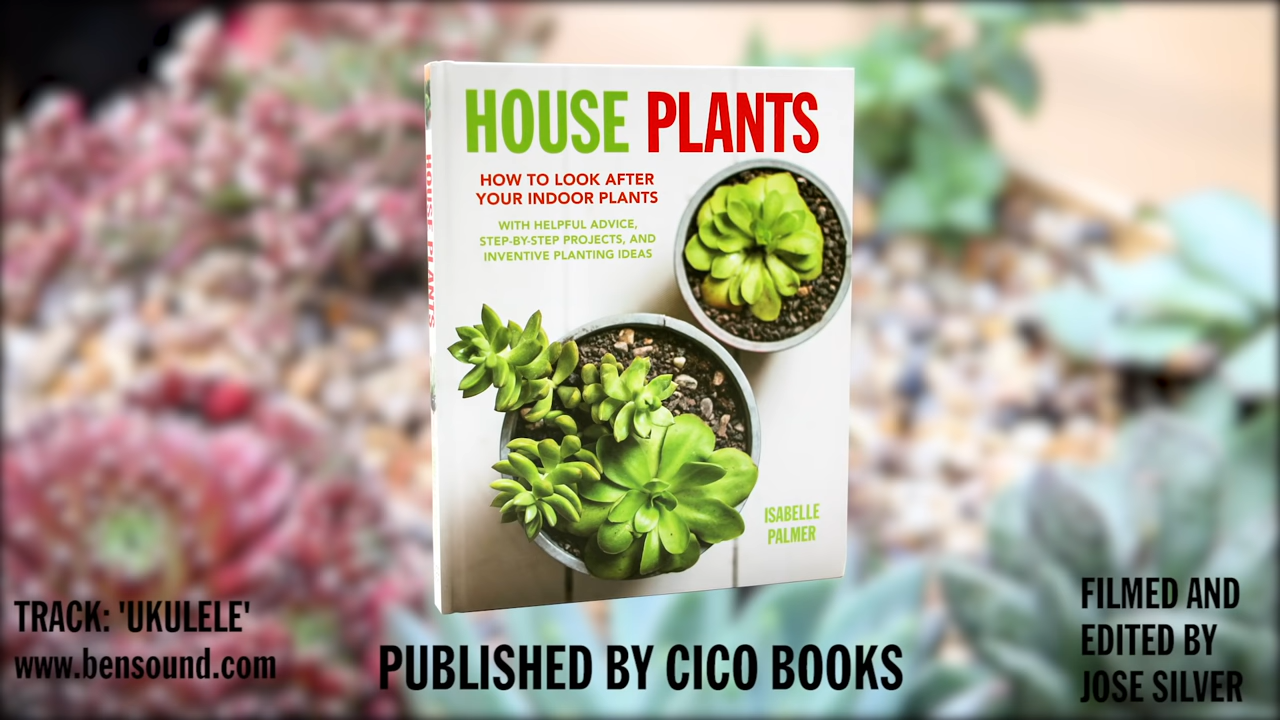 HOUSE PLANTS
HOW TO LOOK AFTER
YOUR INDOOR PLANTS
WITH HELPFUL ADVICE,
STEP-BY-STEP PROJECTS, AND
INVENTIVE PLANTING IDEAS
ISABELLE
PALMER
HOUSE PLANTS
TRACK: 'UKULELE'
www.bensound.com
PUBLISHED BY CICO BOOKS
FILMED AND
EDITED BY
JOSE SILVER